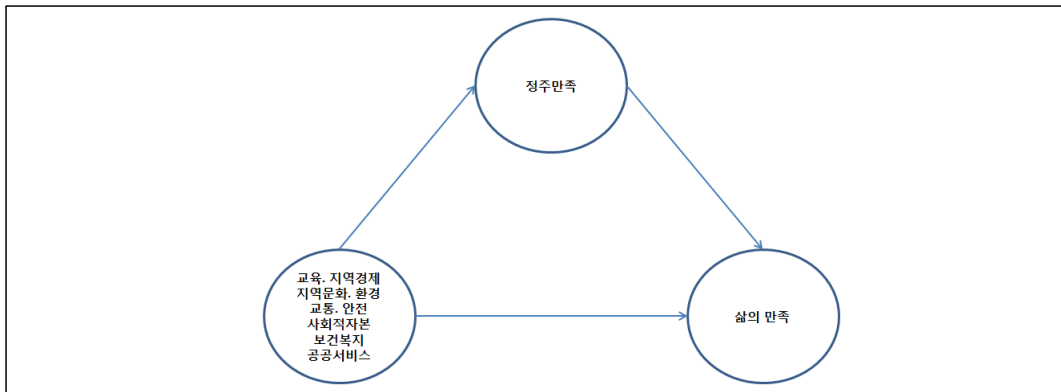 정주만족
교육. 지역경제
지역문화. 환경
교통. 안전
사회적자본
보건복지
공공서비스
삶의 만족